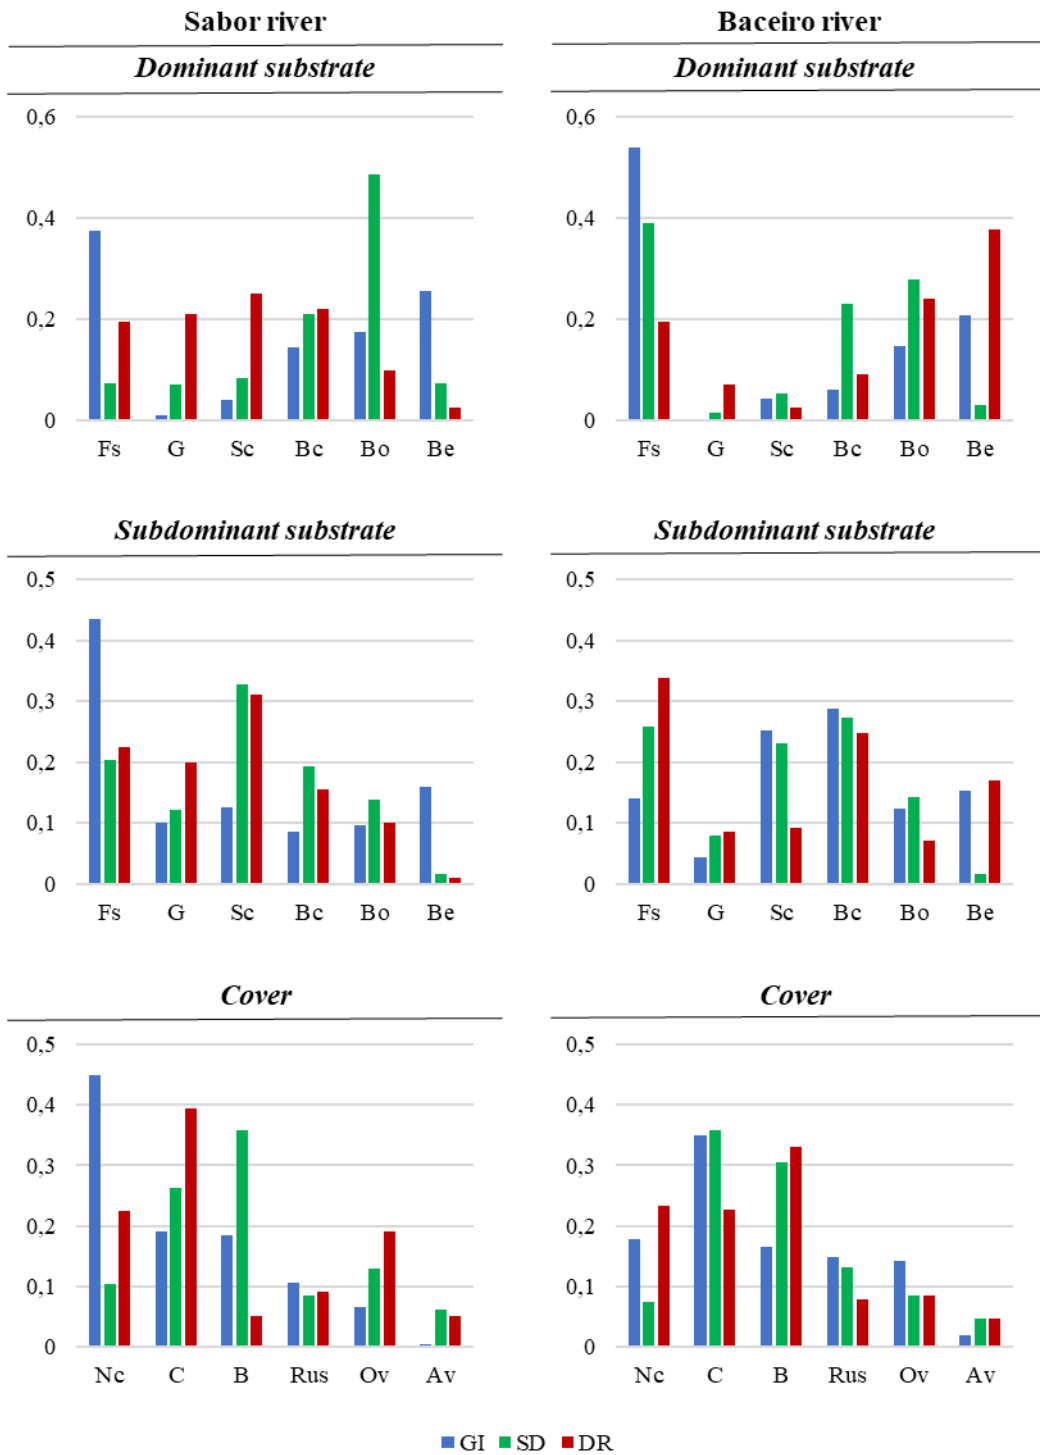 Sabor river
Baceiro river
Dominant substrate
Dominant substrate
0,6
0,4
0,2
0
Fs G Sc Bc Bo Be
0,6
0,4
0,2
0
Fs G Sc Bc Bo Be
Subdominant substrate
Subdominant substrate
0,5
0,4
0,3
0,2
0,1
0
Fs G Sc Bc Bo Be
0,5
0,4
0,3
0,2
0,1
0
Fs G Sc Bc Bo Be
Cover
Cover
0,5
0,4
0,3
0,2
0,1
0
Nc C B Rus Ov Av
0,5
0,4
0,3
0,2
0,1
0
Nc C B Rus Ov Av
GI SD DR